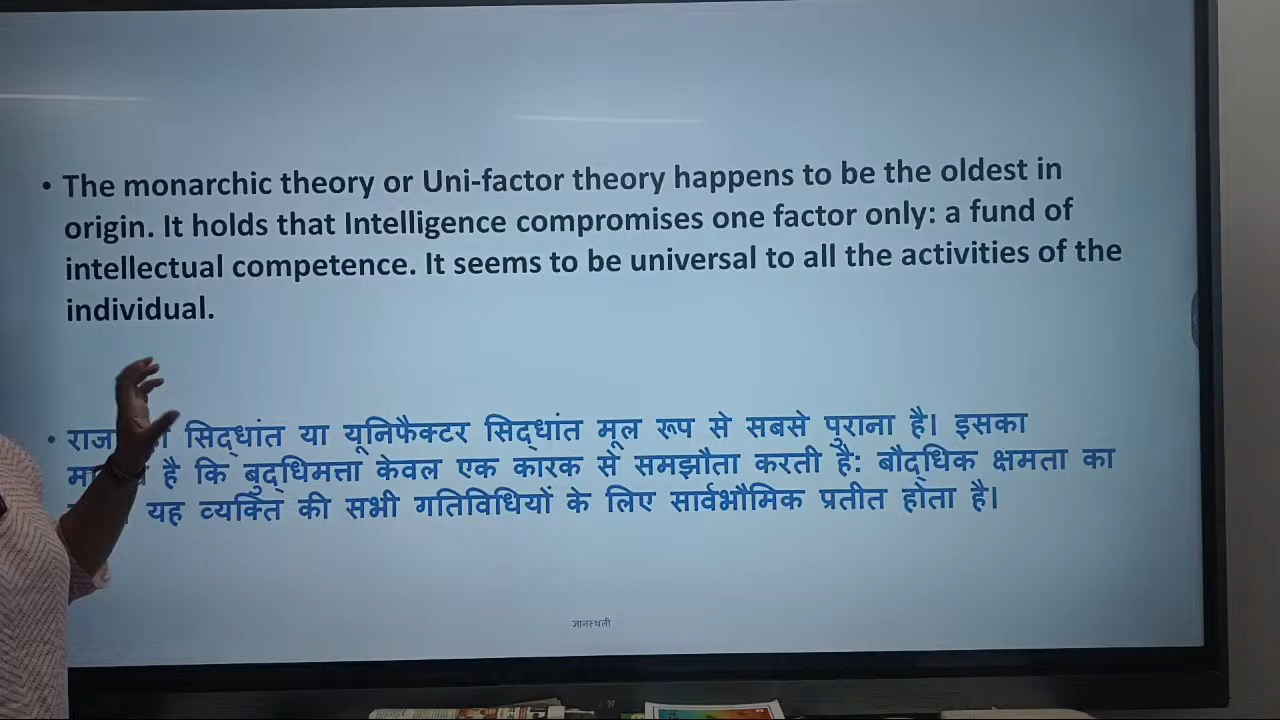 • The monarchic theory or Uni-factor theory happens to be the oldest in
origin. It holds that Intelligence compromises one factor only: a fund of
intellectual competence. It seems to be universal to all the activities of the
individual.
• सिद्धांत या यूनिफैक्टर सिद्धांत मूल रूप से सबसे पुराना है। इसका
है कि बुद्धिमत्ता केवल एक कारक से समझौता करती है: बौद्धिक क्षमता का
यह व्यक्ति की सभी गतिविधियों के लिए सार्वभौमिक प्रतीत होता है।
ज्ञानस्थली